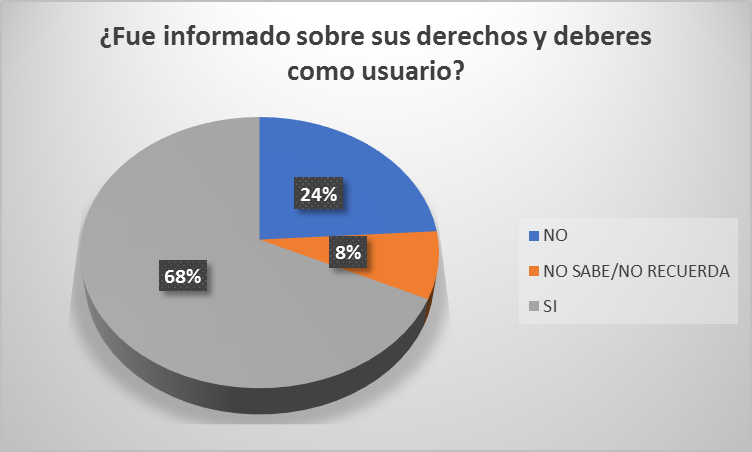 ¿Fue informado sobre sus derechos y deberes
como usuario?
24%
8%
68%
NO
NO SABE/NO RECUERDA
SI